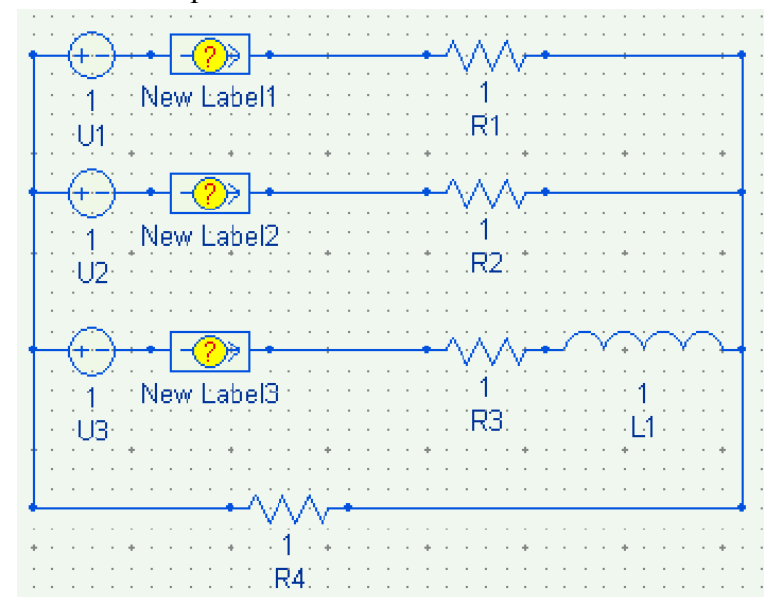 + -
?
1
New Label1
U1
1
R1
+ -
?
1
New Label2
U2
1
R2
+ -
?
1
New Label3
U3
1
R3
1
L1
1
R4